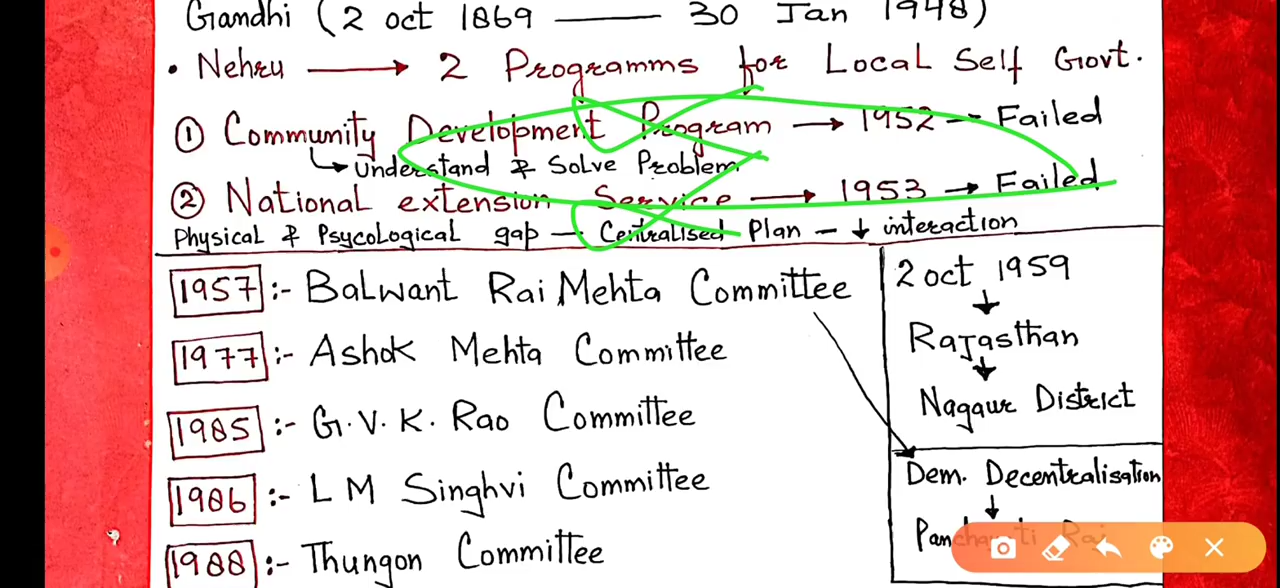 Gandhi (2 oct 1869 —— 30 Jan 1948)
• Nehru → 2 Programms for Local Self Govt.
① Community Development Program → 1952 → Failed
↳ Understand & Solve Problem
② National extension Service → 1953 → Failed
Physical & Psycological gap — Centralised Plan — ↓ interaction
1957 :- Balwant Rai Mehta Committee
1977 :- Ashok Mehta Committee
1985 :- G.V.K. Rao Committee
1986 :- L M Singhvi Committee
1988 :- Thungon Committee
2 oct 1959
↓
Rajasthan
↓
Nagaur District
Dem. Decentralisation
↓